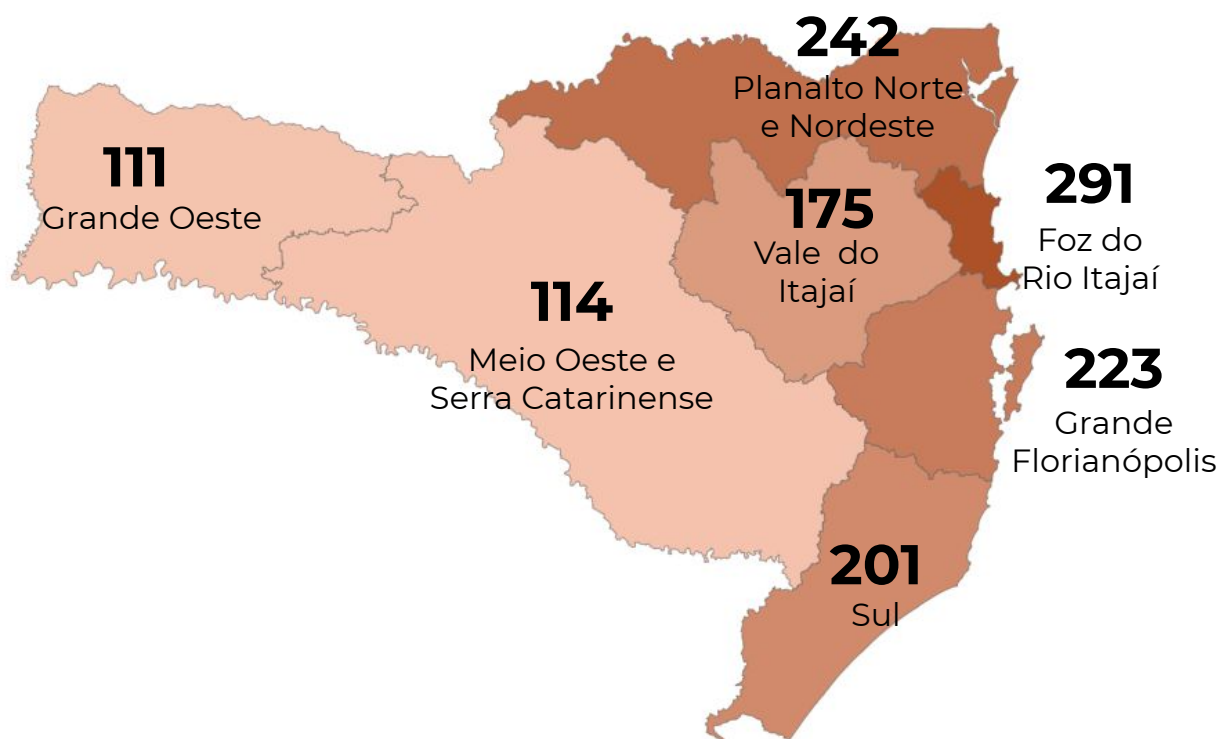 242
Planalto Norte
e Nordeste
111
Grande Oeste
175
Vale do
Itajaí
291
Foz do
Rio Itajaí
114
Meio Oeste e
Serra Catarinense
223
Grande
Florianópolis
201
Sul